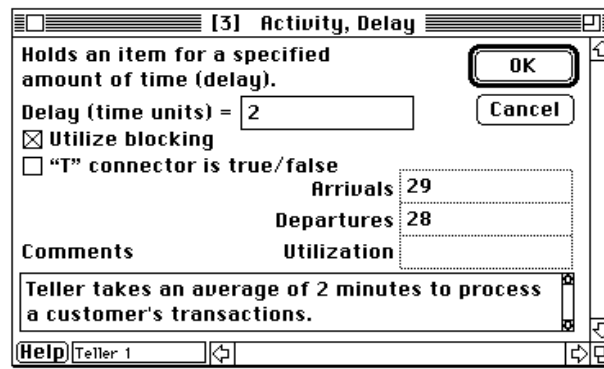 [3] Activity, Delay
Holds an item for a specified
amount of time (delay).
OK
Cancel
Delay (time units) = 2
Utilize blocking
“T” connector is true/false
Arrivals 29
Departures 28
Comments Utilization
Teller takes an average of 2 minutes to process
a customer's transactions.
Help Teller 1